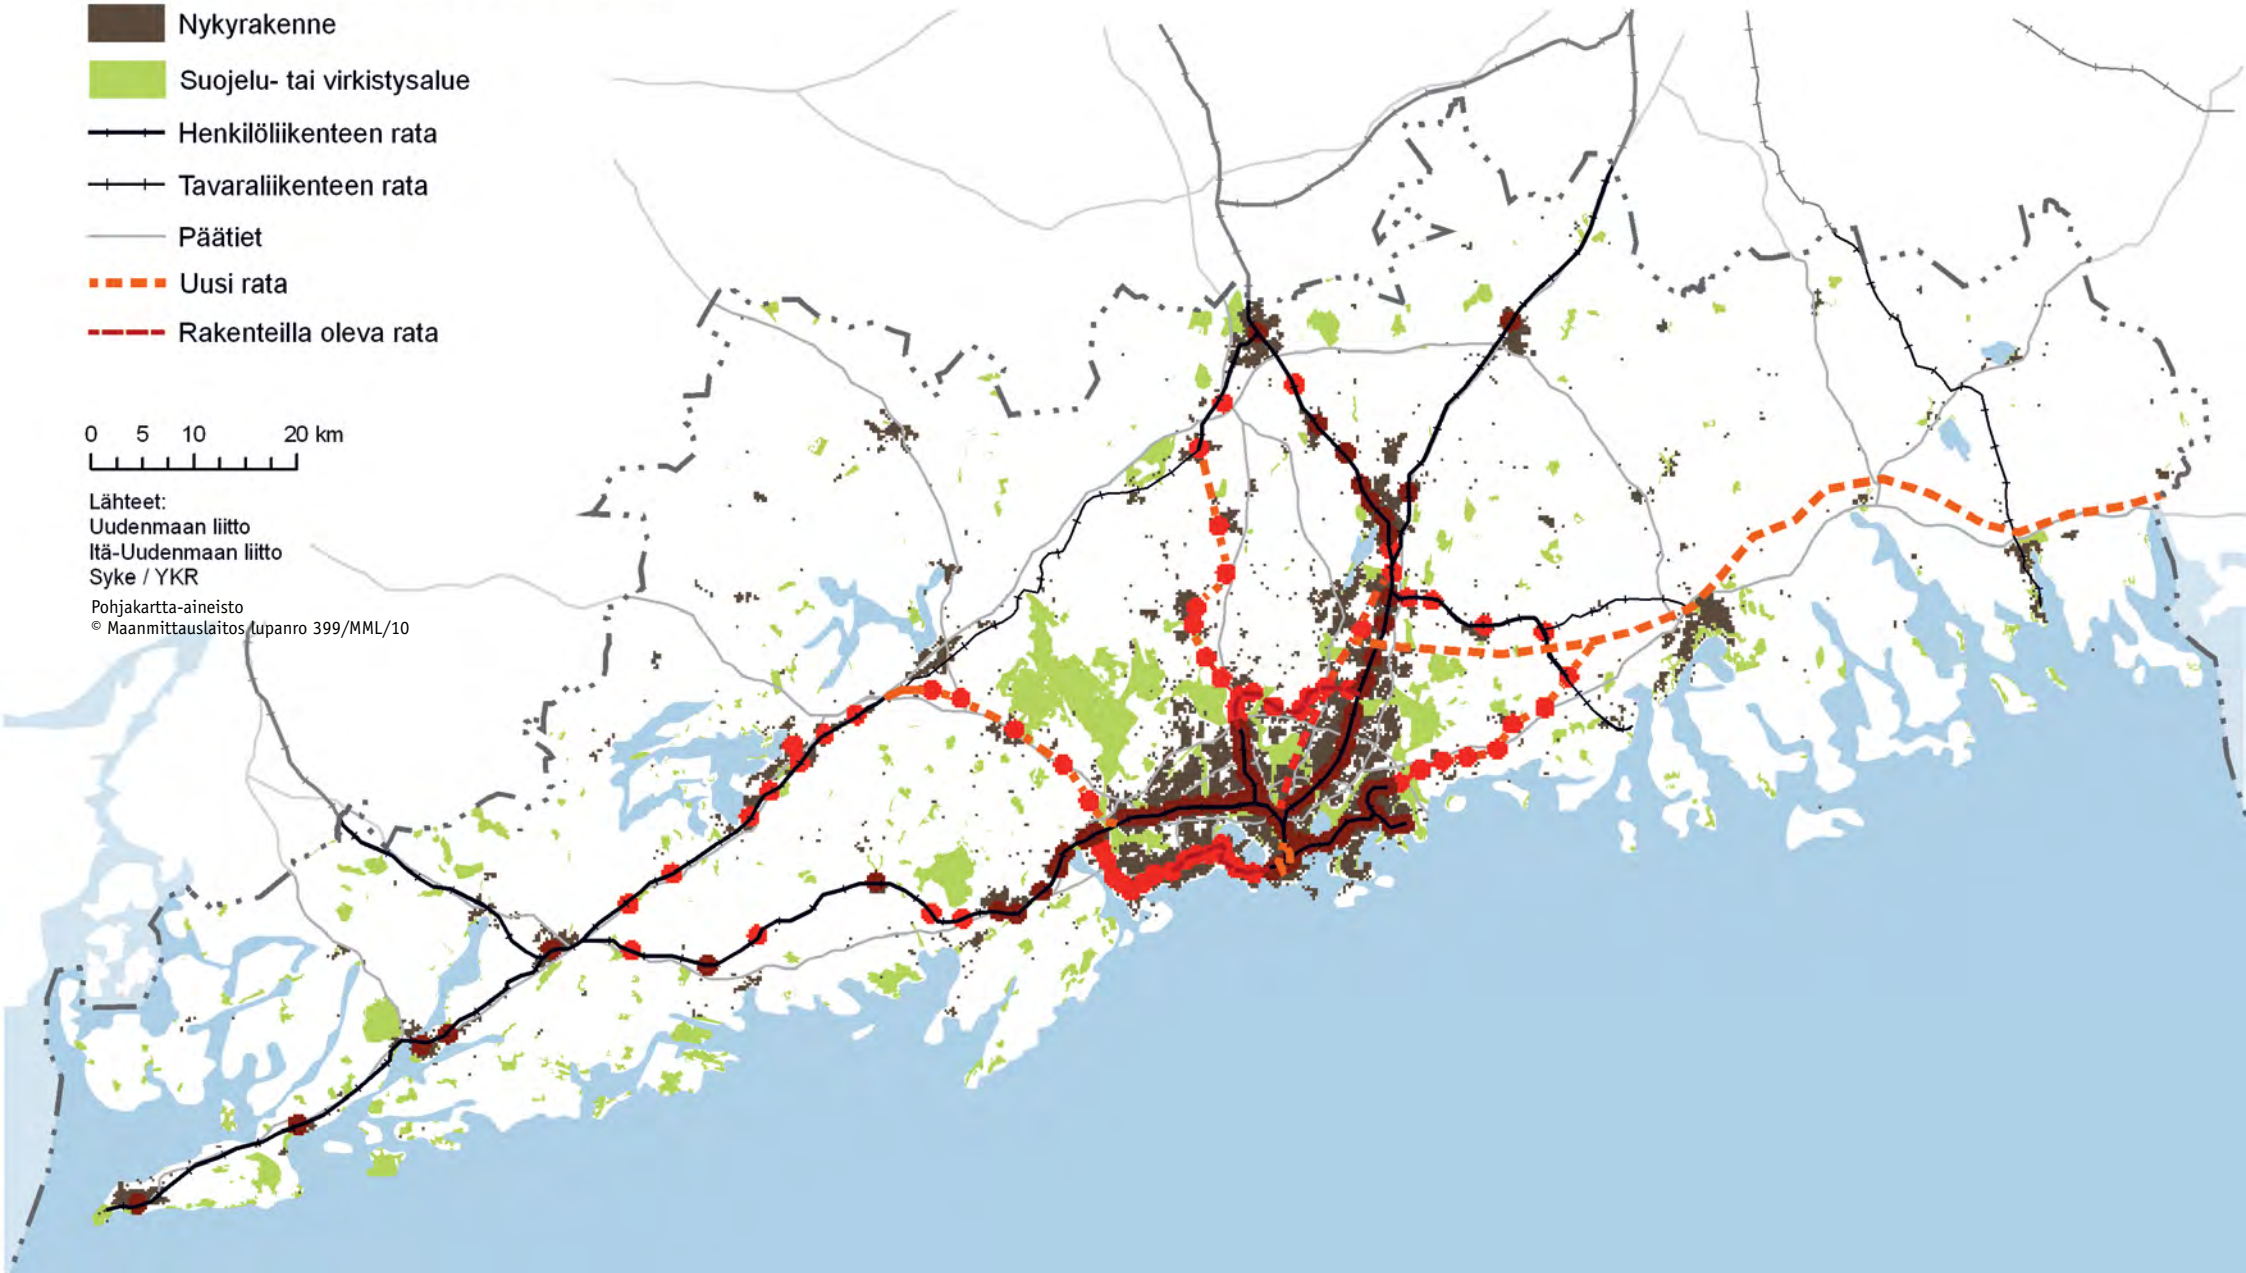 Nykyrakenne
Suojelu- tai virkistysalue
Henkilöliikenteen rata
Tavaraliikenteen rata
Päätiet
Uusi rata
Rakenteilla oleva rata
0 5 10 20 km
Lähteet:
Uudenmaan liitto
Itä-Uudenmaan liitto
Syke / YKR
Pohjakartta-aineisto
© Maanmittauslaitos lupanro 399/MML/10